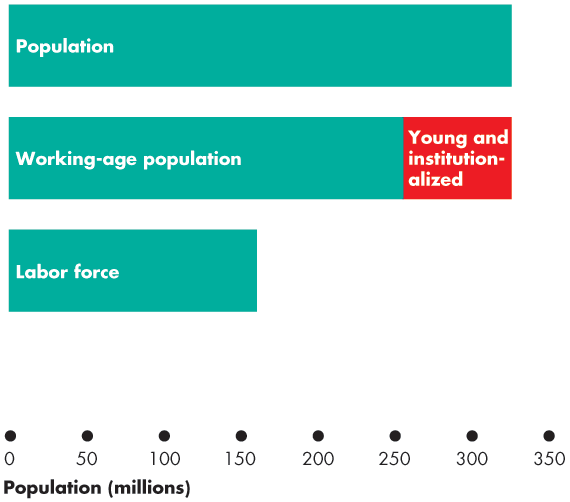 Population
Working-age population
Young and
institution-
alized
Labor force
0 50 100 150 200 250 300 350
Population (millions)